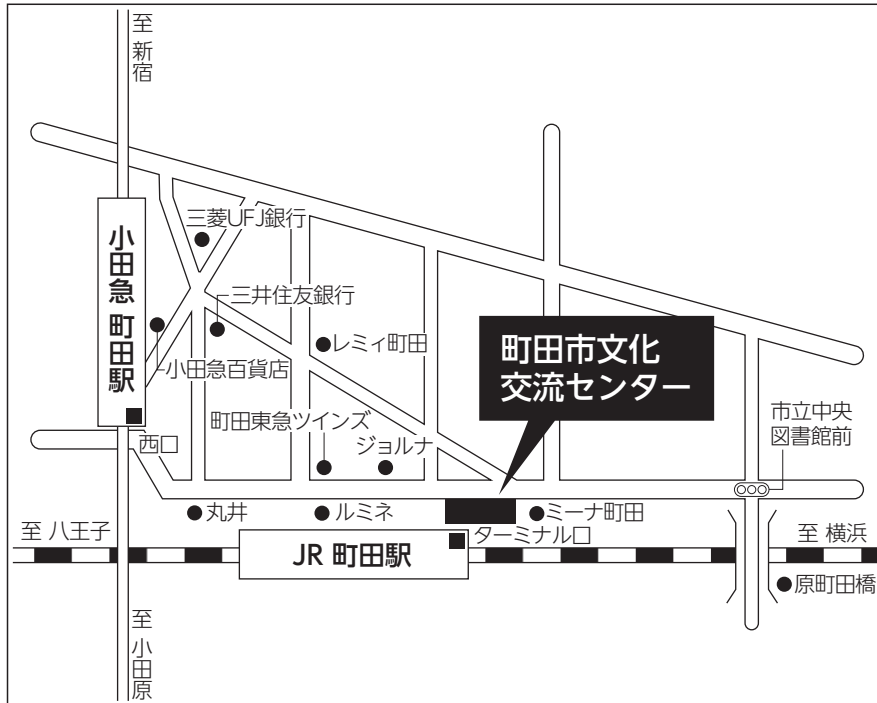 至 新宿
三菱UFJ銀行
小田急 町田駅
三井住友銀行
レミィ町田
小田急百貨店
町田市文化
交流センター
町田東急ツインズ
ジョルナ
西口
市立中央
図書館前
丸井
ルミネ
ミーナ町田
ターミナル口
至 八王子
JR 町田駅
至 横浜
原町田橋
至 小田原